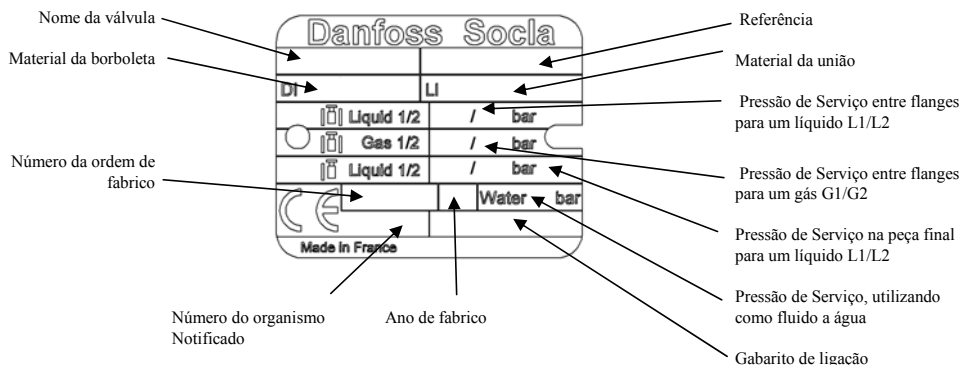 Nome da válvula
Material da borboleta
Número da ordem de
fabrico
Danfoss Socla
DI LI
Liquid 1/2 / bar
Gas 1/2 / bar
Liquid 1/2 / bar
CE Water bar
Made in France
Referência
Material da união
Pressão de Serviço entre flanges
para um líquido L1/L2
Pressão de Serviço entre flanges
para um gás G1/G2
Pressão de Serviço na peça final
para um líquido L1/L2
Pressão de Serviço, utilizando
como fluido a água
Gabarito de ligação
Número do organismo
Notificado
Ano de fabrico